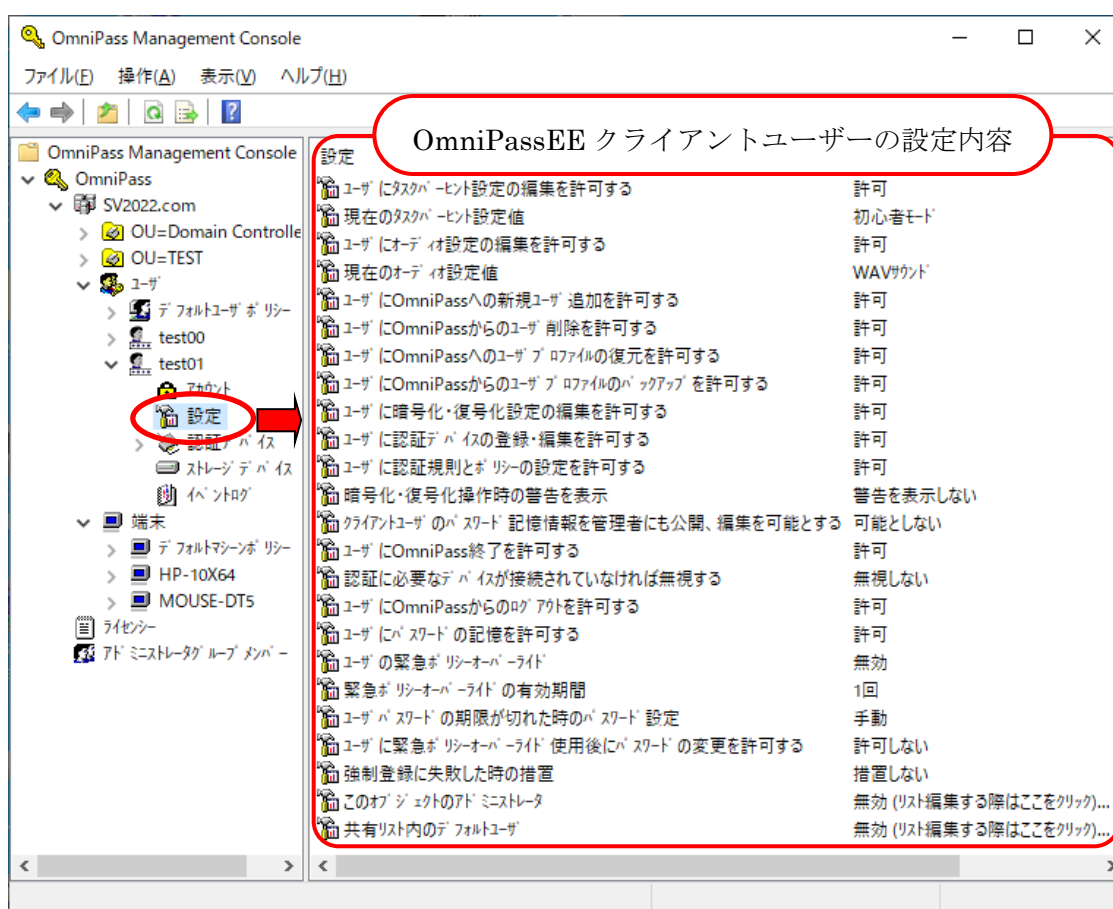 OmniPass Management Console
ファイル(F) 操作(A) 表示(V) ヘルプ(H)
OmniPassEE クライアントユーザーの設定内容
OmniPass Management Console
OmniPass
SV2022.com
OU=Domain Controlle
OU=TEST
ﾕｰｻﾞ
ﾃﾞﾌｫﾙﾄﾕｰｻﾞﾎﾟﾘｼｰ
test00
test01
ｱｶｳﾝﾄ
設定
認証ﾃﾞﾊﾞｲｽ
ｽﾄﾚｰｼﾞﾃﾞﾊﾞｲｽ
ｲﾍﾞﾝﾄﾛｸﾞ
端末
ﾃﾞﾌｫﾙﾄﾏｼｰﾝﾎﾟﾘｼｰ
HP-10X64
MOUSE-DT5
ﾗｲｾﾝｼｰ
ｱﾄﾞﾐﾆｽﾄﾚｰﾀｸﾞﾙｰﾌﾟﾒﾝﾊﾞｰ
設定
ﾕｰｻﾞにﾀｽｸﾊﾞｰﾋﾝﾄ設定の編集を許可する 許可
現在のﾀｽｸﾊﾞｰﾋﾝﾄ設定値 初心者ﾓｰﾄﾞ
ﾕｰｻﾞにｵｰﾃﾞｨｵ設定の編集を許可する 許可
現在のｵｰﾃﾞｨｵ設定値 WAVｻｳﾝﾄﾞ
ﾕｰｻﾞにOmniPassへの新規ﾕｰｻﾞ追加を許可する 許可
ﾕｰｻﾞにOmniPassからのﾕｰｻﾞ削除を許可する 許可
ﾕｰｻﾞにOmniPassへのﾕｰｻﾞﾌﾟﾛﾌｧｲﾙの復元を許可する 許可
ﾕｰｻﾞにOmniPassからのﾕｰｻﾞﾌﾟﾛﾌｧｲﾙのﾊﾞｯｸｱｯﾌﾟを許可する 許可
ﾕｰｻﾞに暗号化・復号化設定の編集を許可する 許可
ﾕｰｻﾞに認証ﾃﾞﾊﾞｲｽの登録・編集を許可する 許可
ﾕｰｻﾞに認証規則とﾎﾟﾘｼｰの設定を許可する 許可
暗号化・復号化操作時の警告を表示 警告を表示しない
ｸﾗｲｱﾝﾄﾕｰｻﾞのﾊﾟｽﾜｰﾄﾞ記憶情報を管理者にも公開、編集を可能とする 可能としない
ﾕｰｻﾞにOmniPass終了を許可する 許可
認証に必要なﾃﾞﾊﾞｲｽが接続されていなければ無視する 無視しない
ﾕｰｻﾞにOmniPassからのﾛｸﾞｱｳﾄを許可する 許可
ﾕｰｻﾞにﾊﾟｽﾜｰﾄﾞの記憶を許可する 許可
ﾕｰｻﾞの緊急ﾎﾟﾘｼｰｵｰﾊﾞｰﾗｲﾄﾞ 無効
緊急ﾎﾟﾘｼｰｵｰﾊﾞｰﾗｲﾄﾞの有効期間 1回
ﾕｰｻﾞﾊﾟｽﾜｰﾄﾞの期限が切れた時のﾊﾟｽﾜｰﾄﾞ設定 手動
ﾕｰｻﾞに緊急ﾎﾟﾘｼｰｵｰﾊﾞｰﾗｲﾄﾞ使用後にﾊﾟｽﾜｰﾄﾞの変更を許可する 許可しない
強制登録に失敗した時の措置 措置しない
このｵﾌﾞｼﾞｪｸﾄのｱﾄﾞﾐﾆｽﾄﾚｰﾀ 無効 (ﾘｽﾄ編集する際はここをｸﾘｯｸ)...
共有ﾘｽﾄ内のﾃﾞﾌｫﾙﾄﾕｰｻﾞ 無効 (ﾘｽﾄ編集する際はここをｸﾘｯｸ)...